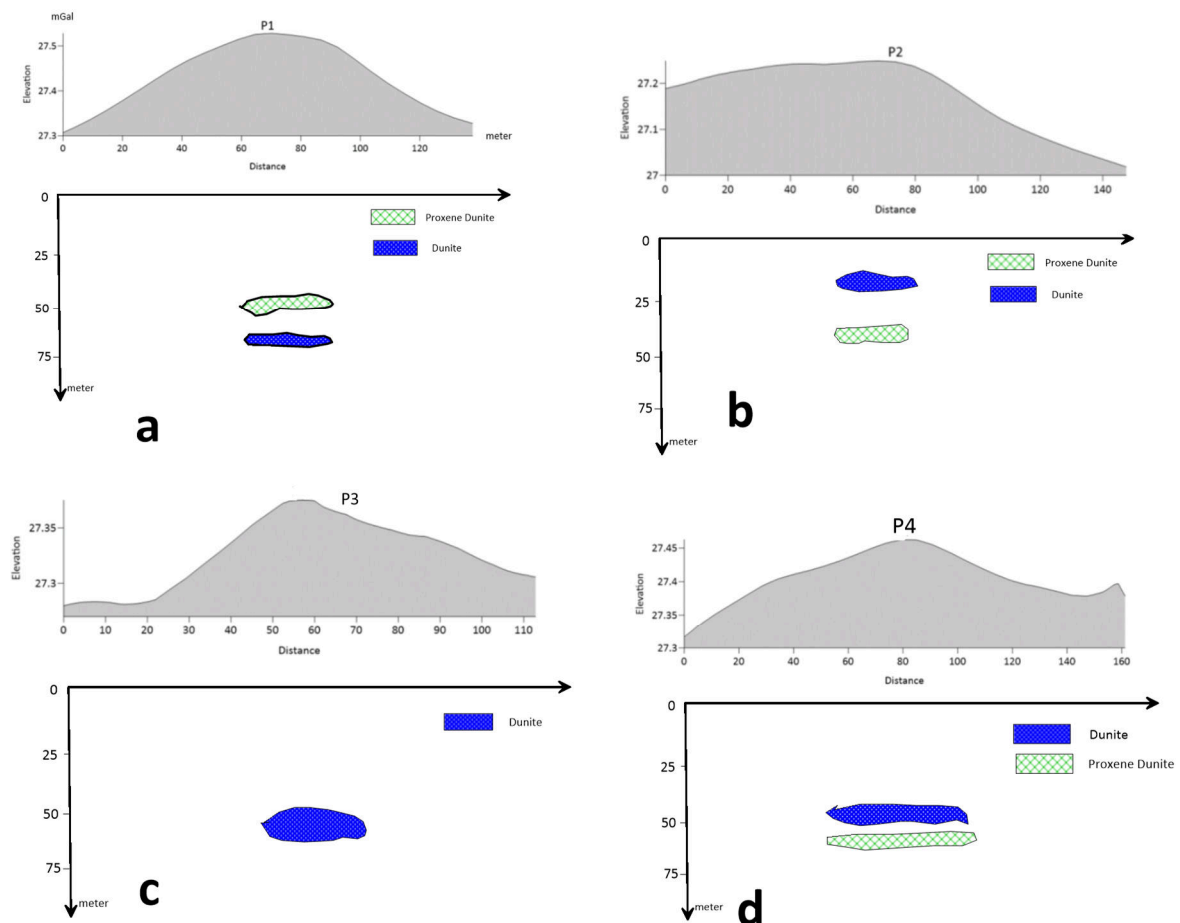 mGal
P1
27.5
27.4
27.3
Elevation
0 20 40 60 80 100 120
meter
Distance
0
25
50
75
meter
Proxene Dunite
Dunite
a
P2
27.2
27.1
27
Elevation
0 20 40 60 80 100 120 140
Distance
0
25
50
75
meter
Proxene Dunite
Dunite
b
P3
27.35
27.3
Elevation
0 10 20 30 40 50 60 70 80 90 100 110
Distance
0
25
50
75
meter
Dunite
c
P4
27.45
27.4
27.35
27.3
Elevation
0 20 40 60 80 100 120 140 160
Distance
0
25
50
75
meter
Dunite
Proxene Dunite
d